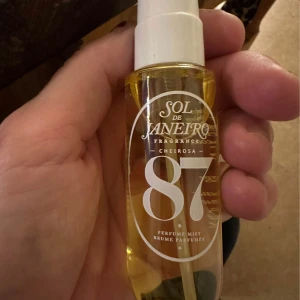 SOL
DE
JANEIRO
FRAGRANCE
CHEIROSA
87
PERFUME MIST
BRUME PARFUMÉE